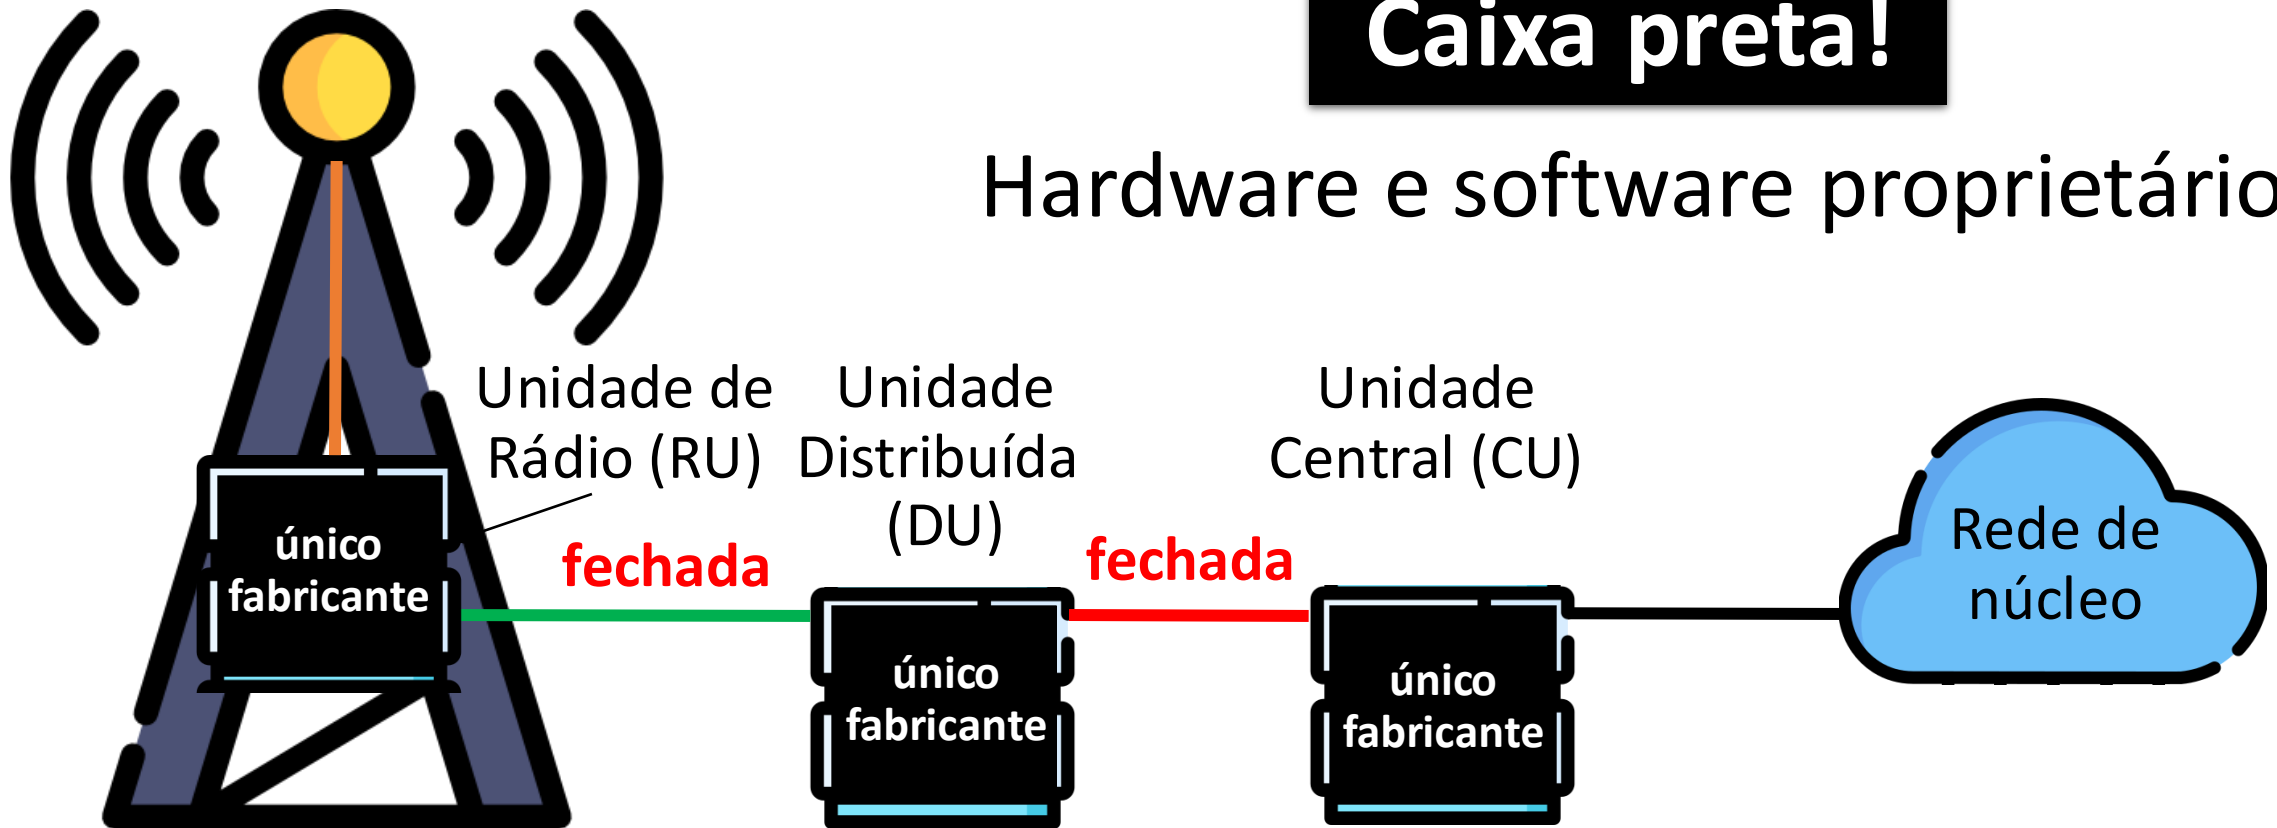 Caixa preta!
Hardware e software proprietário
Unidade de
Rádio (RU)
Unidade
Distribuída
(DU)
Unidade
Central (CU)
Rede de
núcleo
fechada
fechada
único
fabricante
único
fabricante
único
fabricante